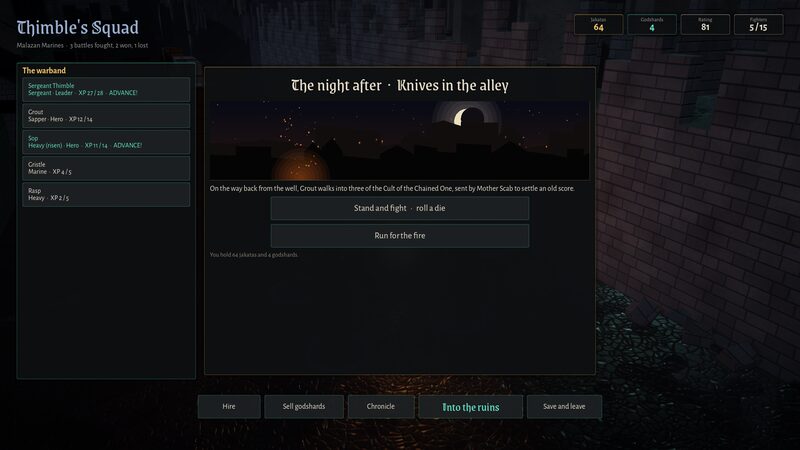 Thimble's Squad
Malazan Marines · 3 battles fought, 2 won, 1 lost
Jakatas
64
Godshards
4
Rating
81
Fighters
5 / 15
The warband
Sergeant Thimble
Sergeant · Leader · XP 27 / 28 · ADVANCE!
Grout
Sapper · Hero · XP 12 / 14
Sop
Heavy (risen) · Hero · XP 11 / 14 · ADVANCE!
Gristle
Marine · XP 4 / 5
Rasp
Heavy · XP 2 / 5
The night after · Knives in the alley
On the way back from the well, Grout walks into three of the Cult of the Chained One, sent by Mother Scab to settle an old score.
Stand and fight · roll a die
Run for the fire
You hold 64 jakatas and 4 godshards.
Hire
Sell godshards
Chronicle
Into the ruins
Save and leave